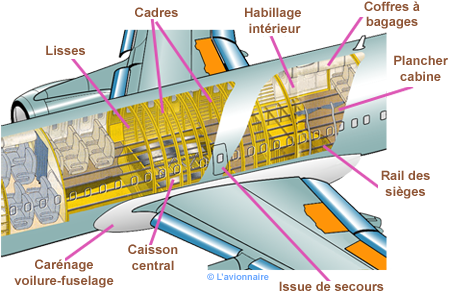 Cadres
Habillage
intérieur
Coffres à
bagages
Lisses
Plancher
cabine
Rail des
sièges
Carénage
voilure-fuselage
Caisson
central
Issue de secours
© L'avionnaire